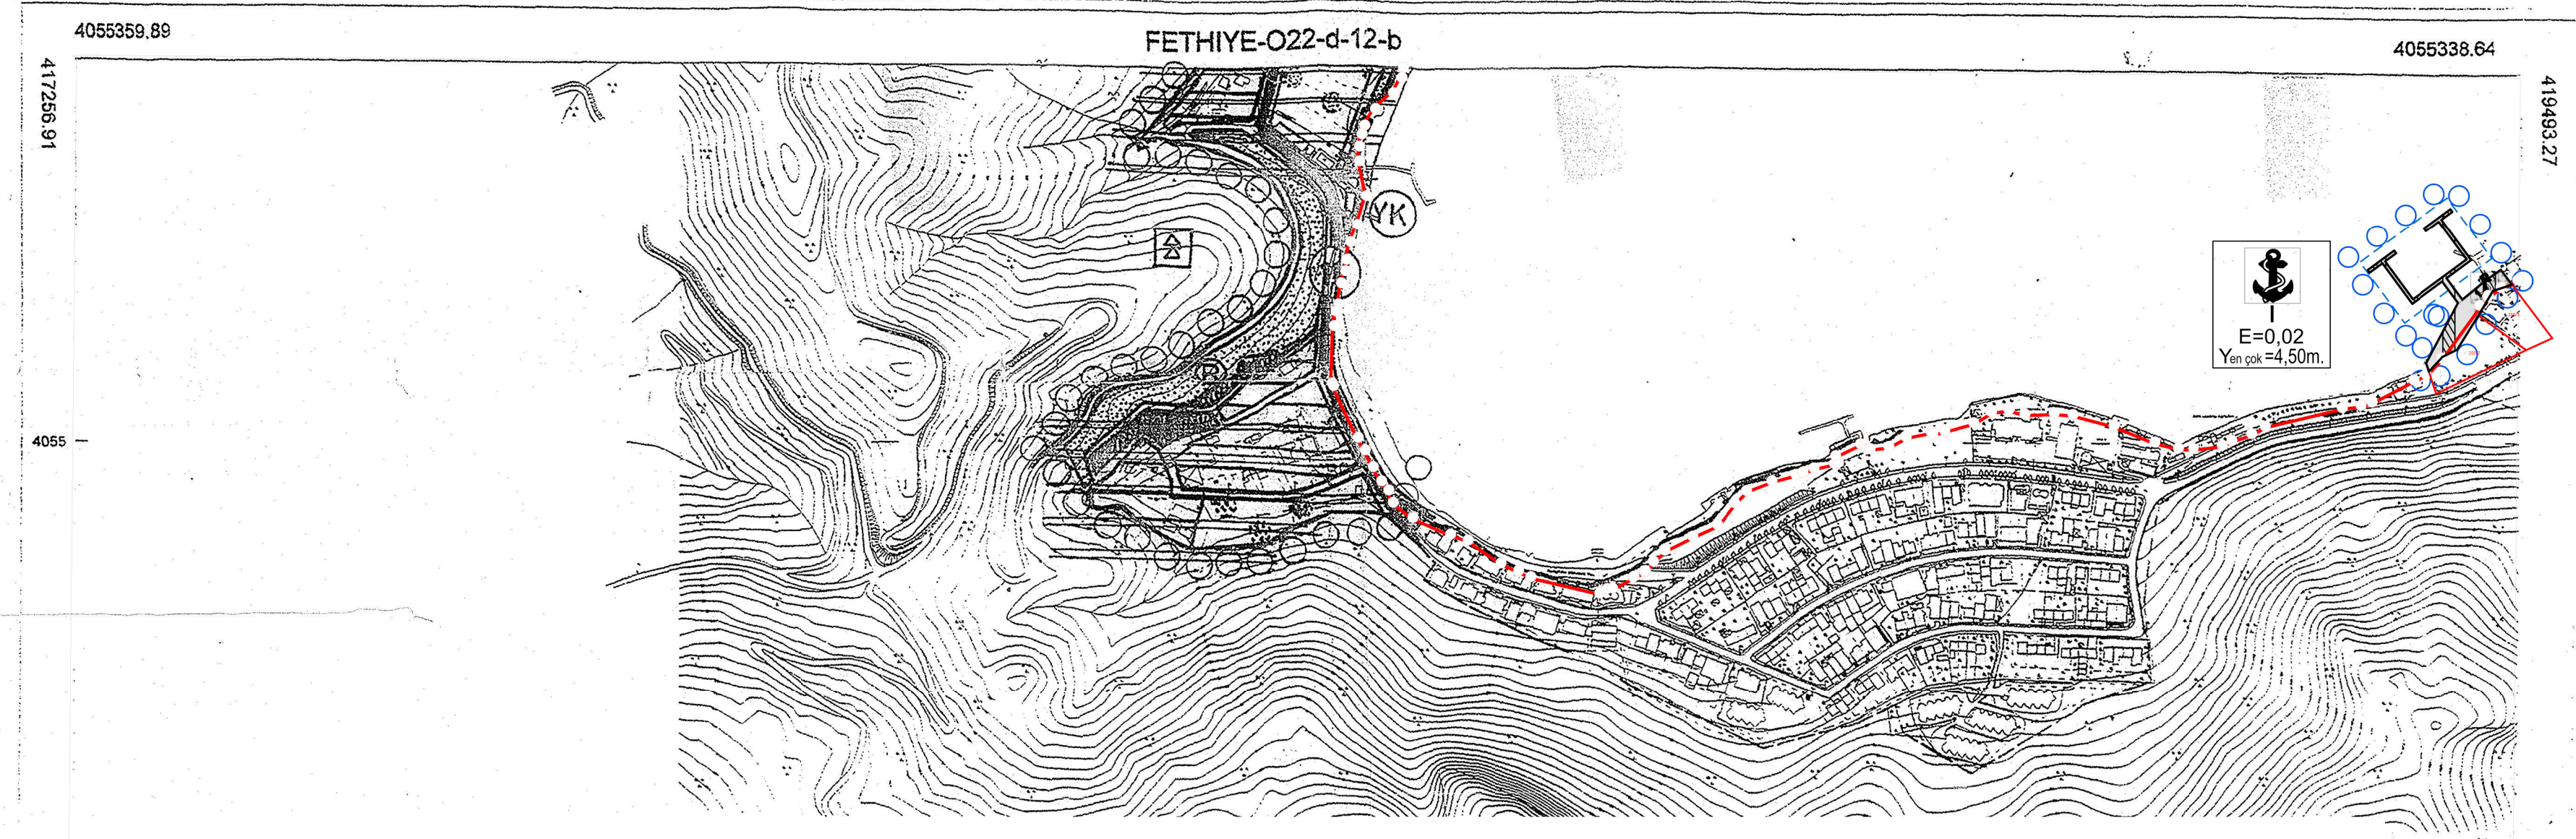 4055359.89
FETHIYE-O22-d-12-b
4055338.64
417256.91
419493.27
YK
E=0,02
Yen çok =4,50m.
P
4055